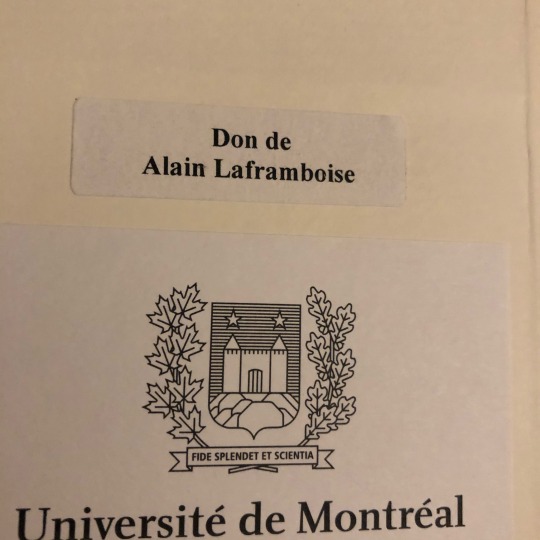 Don de
Alain Laframboise
FIDE SPLENDET ET SCIENTIA
Université de Montréal